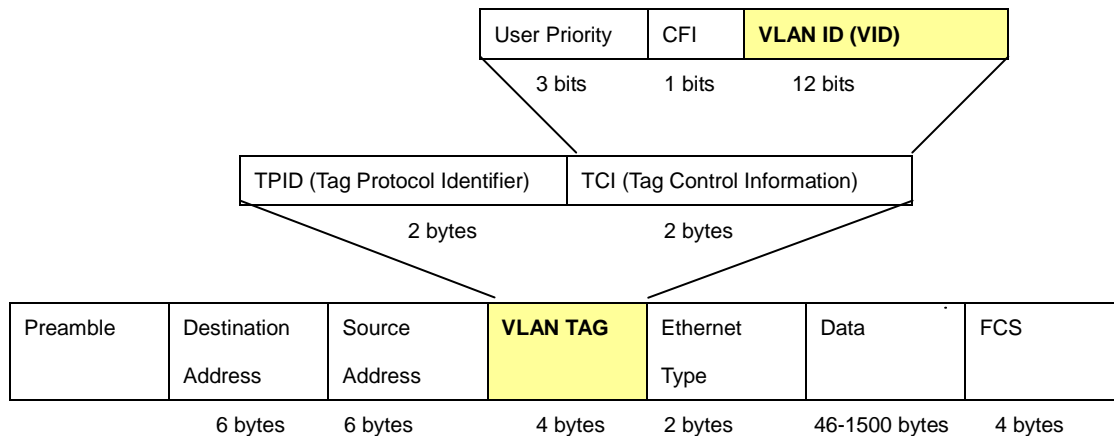 User Priority CFI VLAN ID (VID)
3 bits 1 bits 12 bits
TPID (Tag Protocol Identifier) TCI (Tag Control Information)
2 bytes 2 bytes
Preamble Destination Source VLAN TAG Ethernet Data FCS
Address Address Type
6 bytes 6 bytes 4 bytes 2 bytes 46-1500 bytes 4 bytes